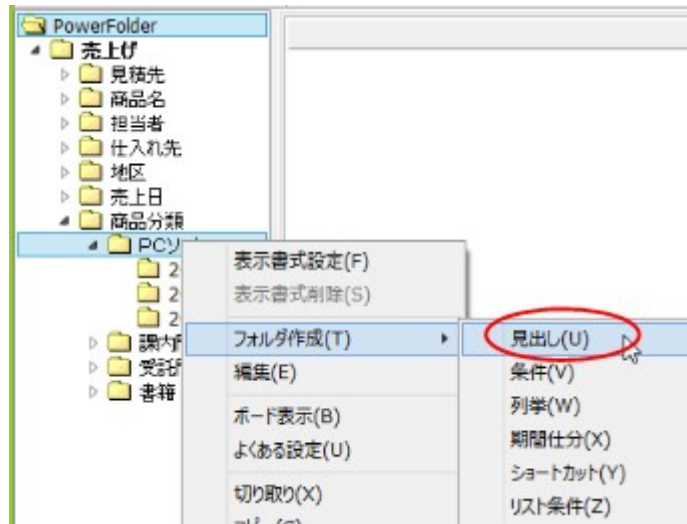 PowerFolder
売上げ
見積先
商品名
担当者
仕入れ先
地区
売上日
商品分類
PCソ
2
2
2
課内
受託
書籍
表示書式設定(F)
表示書式削除(S)
フォルダ作成(T)
編集(E)
ボード表示(B)
よくある設定(U)
切り取り(X)
見出し(U)
条件(V)
列挙(W)
期間仕分(X)
ショートカット(Y)
リスト条件(Z)